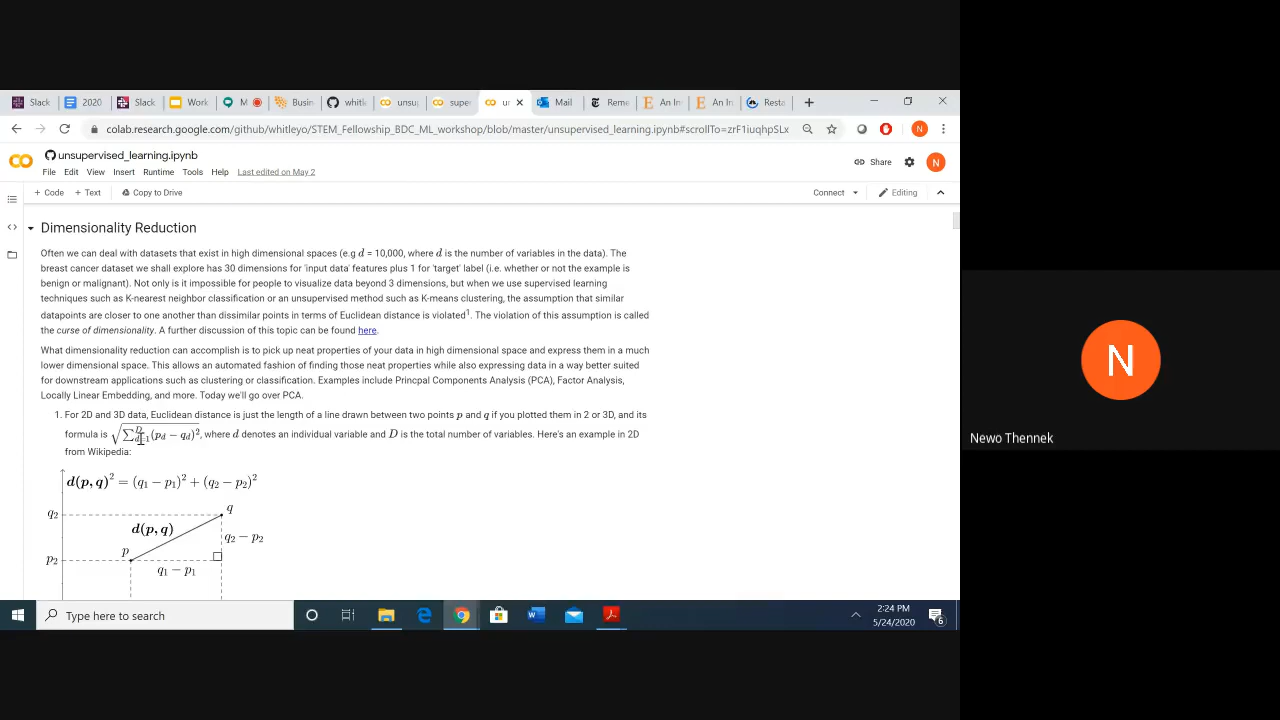 Slack 2020 Slack Work M Busin whitl unsu supe un Mail Reme An In An In Resta
colab.research.google.com/github/whitleyo/STEM_Fellowship_BDC_ML_workshop/blob/master/unsupervised_learning.ipynb#scrollTo=zrF1iuqhpSLx N
unsupervised_learning.ipynb Share N
File Edit View Insert Runtime Tools Help Last edited on May 2
+ Code + Text Copy to Drive Connect Editing
Dimensionality Reduction
Often we can deal with datasets that exist in high dimensional spaces (e.g d = 10,000, where d is the number of variables in the data). The
breast cancer dataset we shall explore has 30 dimensions for 'input data' features plus 1 for 'target' label (i.e. whether or not the example is
benign or malignant). Not only is it impossible for people to visualize data beyond 3 dimensions, but when we use supervised learning
techniques such as K-nearest neighbor classification or an unsupervised method such as K-means clustering, the assumption that similar
datapoints are closer to one another than dissimilar points in terms of Euclidean distance is violated¹. The violation of this assumption is called
the curse of dimensionality. A further discussion of this topic can be found here.
What dimensionality reduction can accomplish is to pick up neat properties of your data in high dimensional space and express them in a much
lower dimensional space. This allows an automated fashion of finding those neat properties while also expressing data in a way better suited
for downstream applications such as clustering or classification. Examples include Princpal Components Analysis (PCA), Factor Analysis,
Locally Linear Embedding, and more. Today we'll go over PCA.
1. For 2D and 3D data, Euclidean distance is just the length of a line drawn between two points p and q if you plotted them in 2 or 3D, and its
formula is √∑_{d=1}^{D}(p_d − q_d)², where d denotes an individual variable and D is the total number of variables. Here's an example in 2D
from Wikipedia:
d(p,q)² = (q₁ − p₁)² + (q₂ − p₂)²
q₂ q
d(p,q)
q₂ − p₂
p
p₂
q₁ − p₁
N
Newo Thennek
Type here to search
2:24 PM
5/24/2020
6